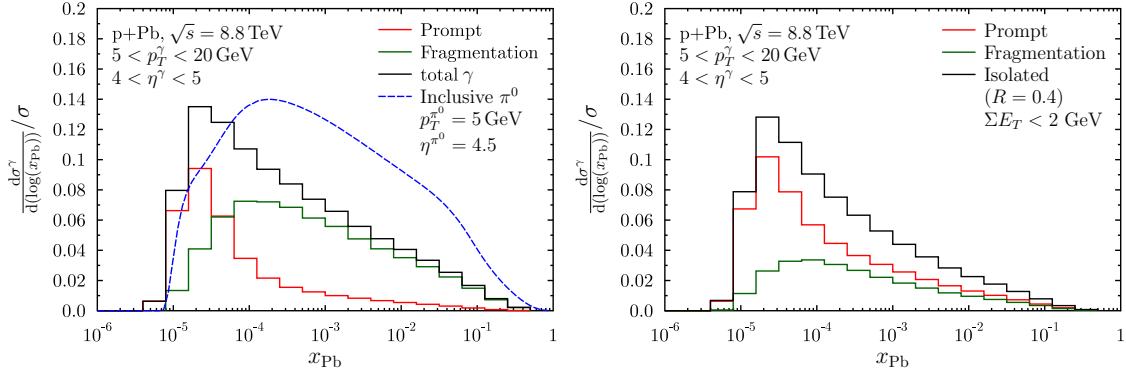 p+Pb, √s = 8.8 TeV
5 < p_T^γ < 20 GeV
4 < η^γ < 5
Prompt
Fragmentation
total γ
Inclusive π⁰
p_T^{π⁰} = 5 GeV
η^{π⁰} = 4.5
0.2
0.18
0.16
0.14
0.12
0.1
0.08
0.06
0.04
0.02
0.0
dσ^γ/d(log(x_Pb))/σ
10⁻⁶ 10⁻⁵ 10⁻⁴ 10⁻³ 10⁻² 10⁻¹ 1
x_Pb
p+Pb, √s = 8.8 TeV
5 < p_T^γ < 20 GeV
4 < η^γ < 5
Prompt
Fragmentation
Isolated
(R = 0.4)
ΣE_T < 2 GeV
0.2
0.18
0.16
0.14
0.12
0.1
0.08
0.06
0.04
0.02
0.0
dσ^γ/d(log(x_Pb))/σ
10⁻⁶ 10⁻⁵ 10⁻⁴ 10⁻³ 10⁻² 10⁻¹ 1
x_Pb